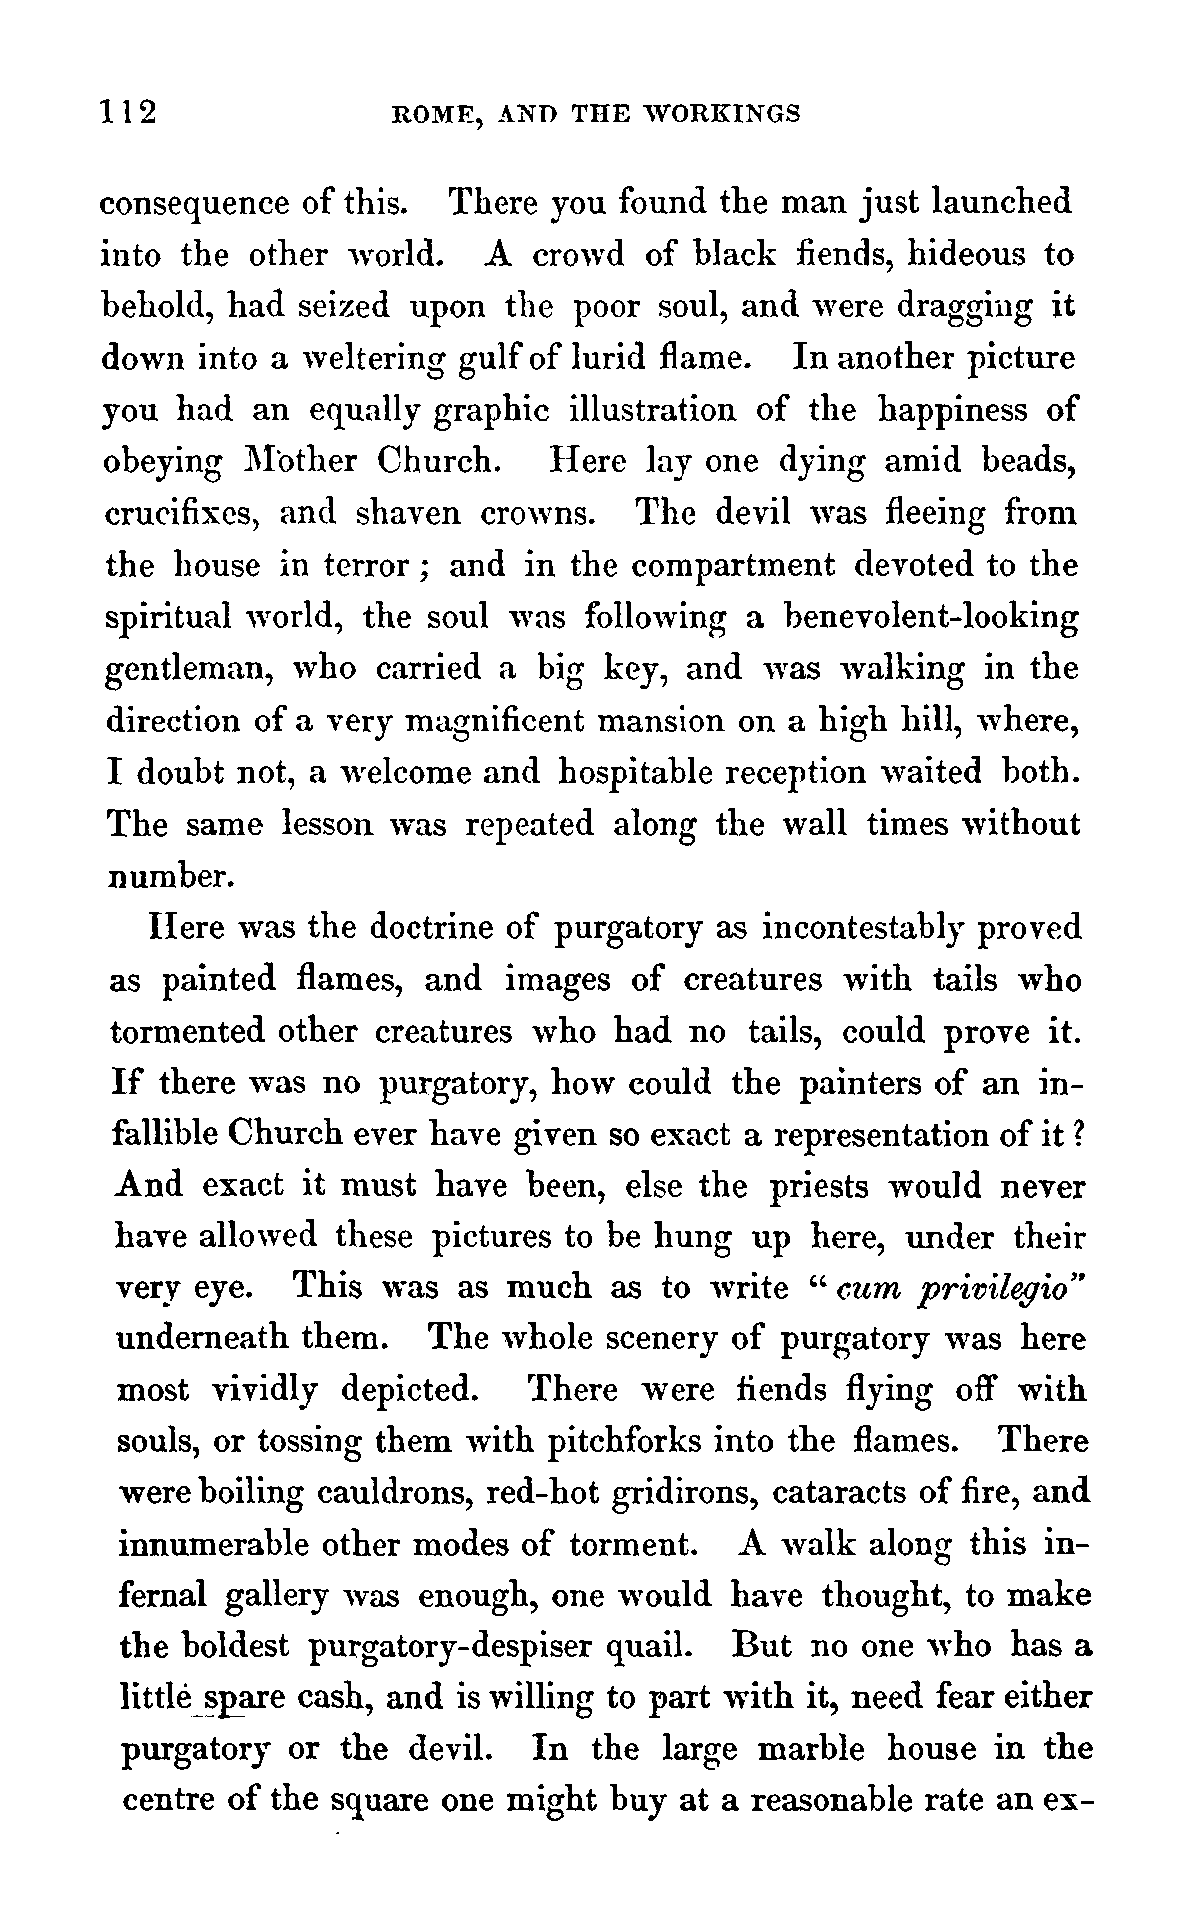 112 ROME, AND THE WORKINGS
consequence of this. There you found the man just launched
into the other world. A crowd of black fiends, hideous to
behold, had seized upon the poor soul, and were dragging it
down into a weltering gulf of lurid flame. In another picture
you had an equally graphic illustration of the happiness of
obeying Mother Church. Here lay one dying amid beads,
crucifixes, and shaven crowns. The devil was fleeing from
the house in terror; and in the compartment devoted to the
spiritual world, the soul was following a benevolent-looking
gentleman, who carried a big key, and was walking in the
direction of a very magnificent mansion on a high hill, where,
I doubt not, a welcome and hospitable reception waited both.
The same lesson was repeated along the wall times without
number.
Here was the doctrine of purgatory as incontestably proved
as painted flames, and images of creatures with tails who
tormented other creatures who had no tails, could prove it.
If there was no purgatory, how could the painters of an in-
fallible Church ever have given so exact a representation of it?
And exact it must have been, else the priests would never
have allowed these pictures to be hung up here, under their
very eye. This was as much as to write "cum privilegio"
underneath them. The whole scenery of purgatory was here
most vividly depicted. There were fiends flying off with
souls, or tossing them with pitchforks into the flames. There
were boiling cauldrons, red-hot gridirons, cataracts of fire, and
innumerable other modes of torment. A walk along this in-
fernal gallery was enough, one would have thought, to make
the boldest purgatory-despiser quail. But no one who has a
little spare cash, and is willing to part with it, need fear either
purgatory or the devil. In the large marble house in the
centre of the square one might buy at a reasonable rate an ex-